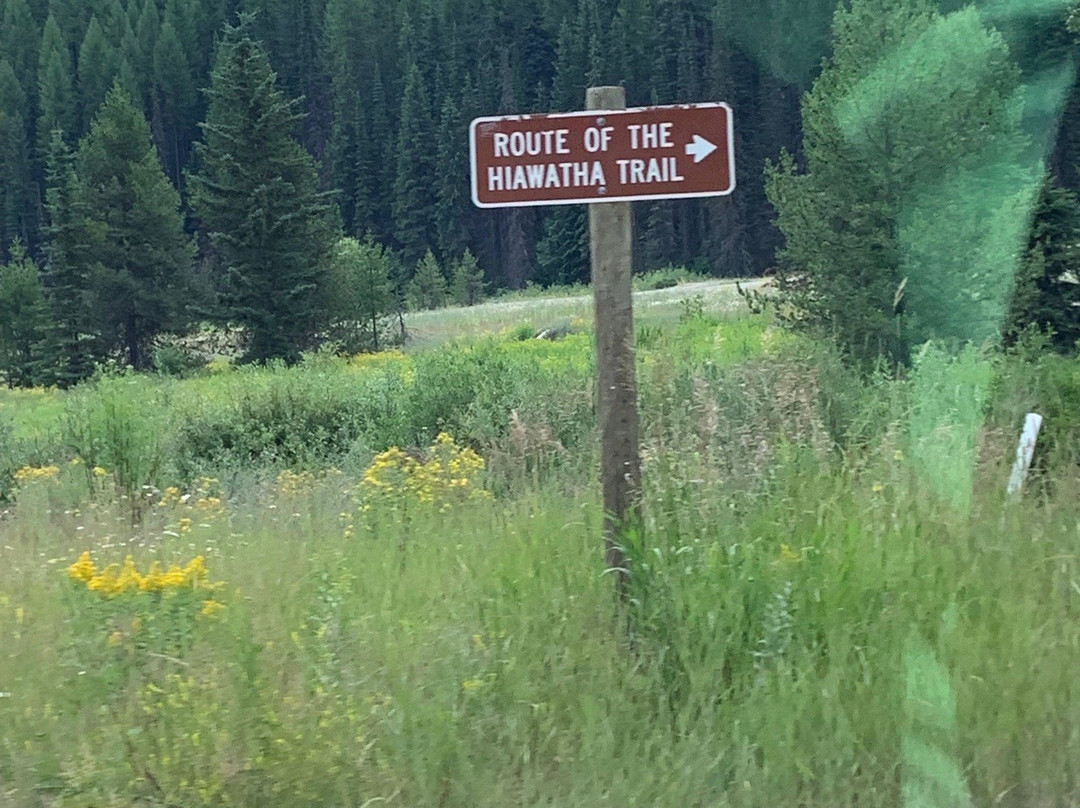 ROUTE OF THE
HIAWATHA TRAIL